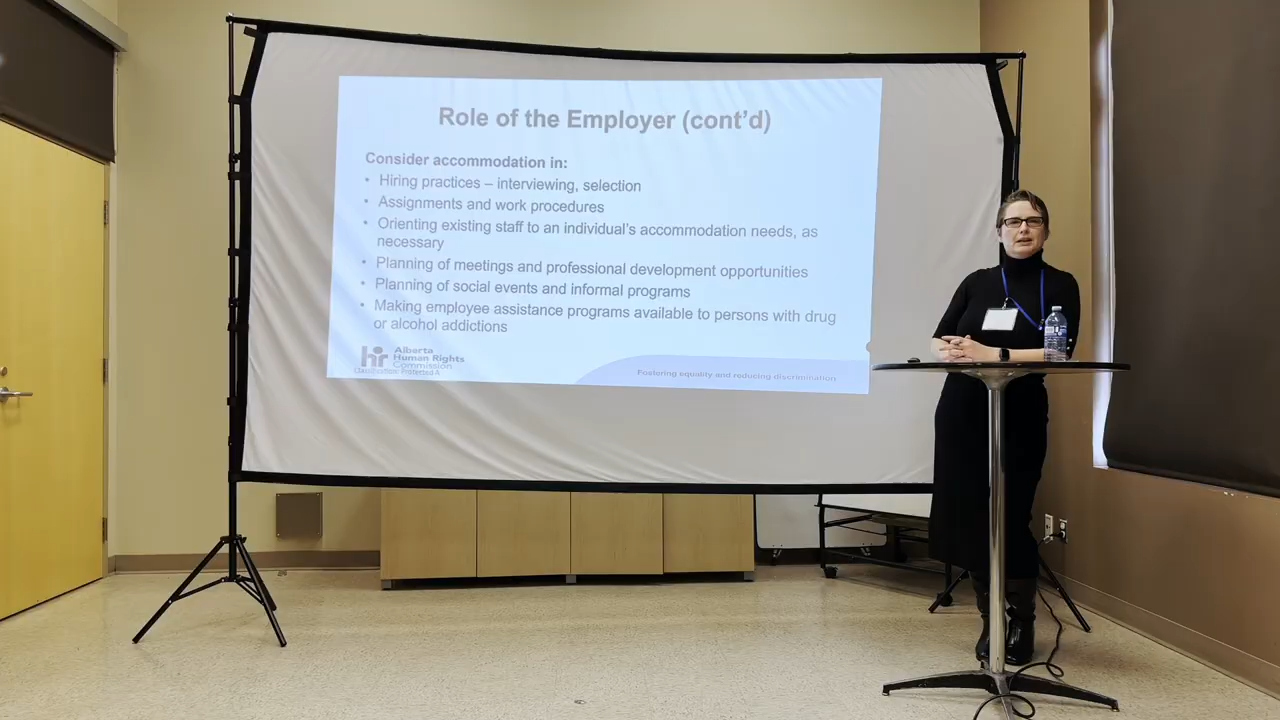 Role of the Employer (cont'd)
Consider accommodation in:
• Hiring practices – interviewing, selection
• Assignments and work procedures
• Orienting existing staff to an individual's accommodation needs, as
necessary
• Planning of meetings and professional development opportunities
• Planning of social events and informal programs
• Making employee assistance programs available to persons with drug
or alcohol addictions
hr
Alberta
Human Rights
Commission
Classification: Protected A
Fostering equality and reducing discrimination